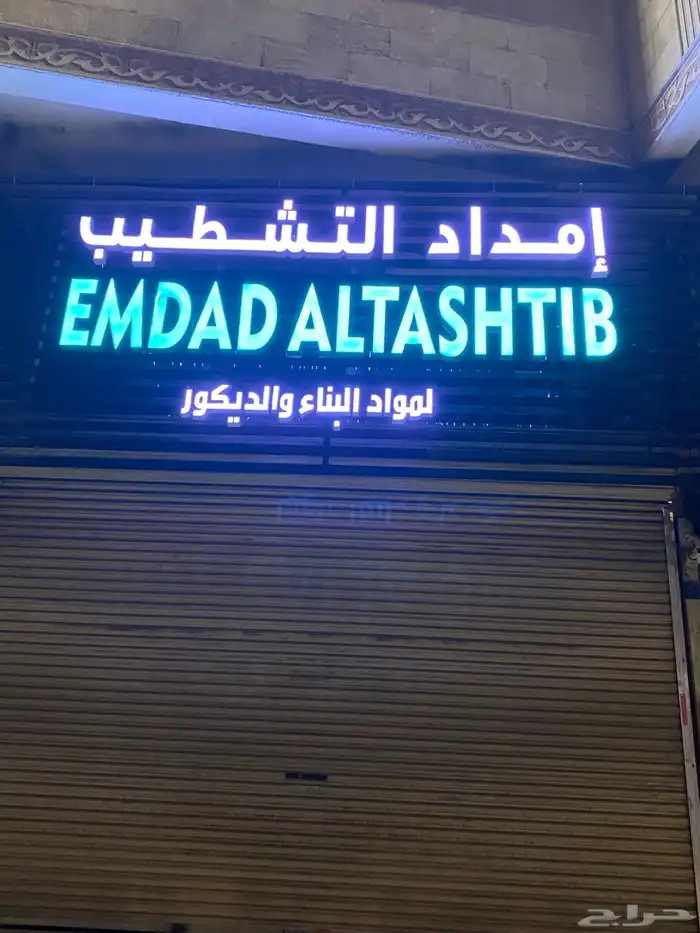 إمداد التشطيب
EMDAD ALTASHTIB
لمواد البناء والديكور
حراج